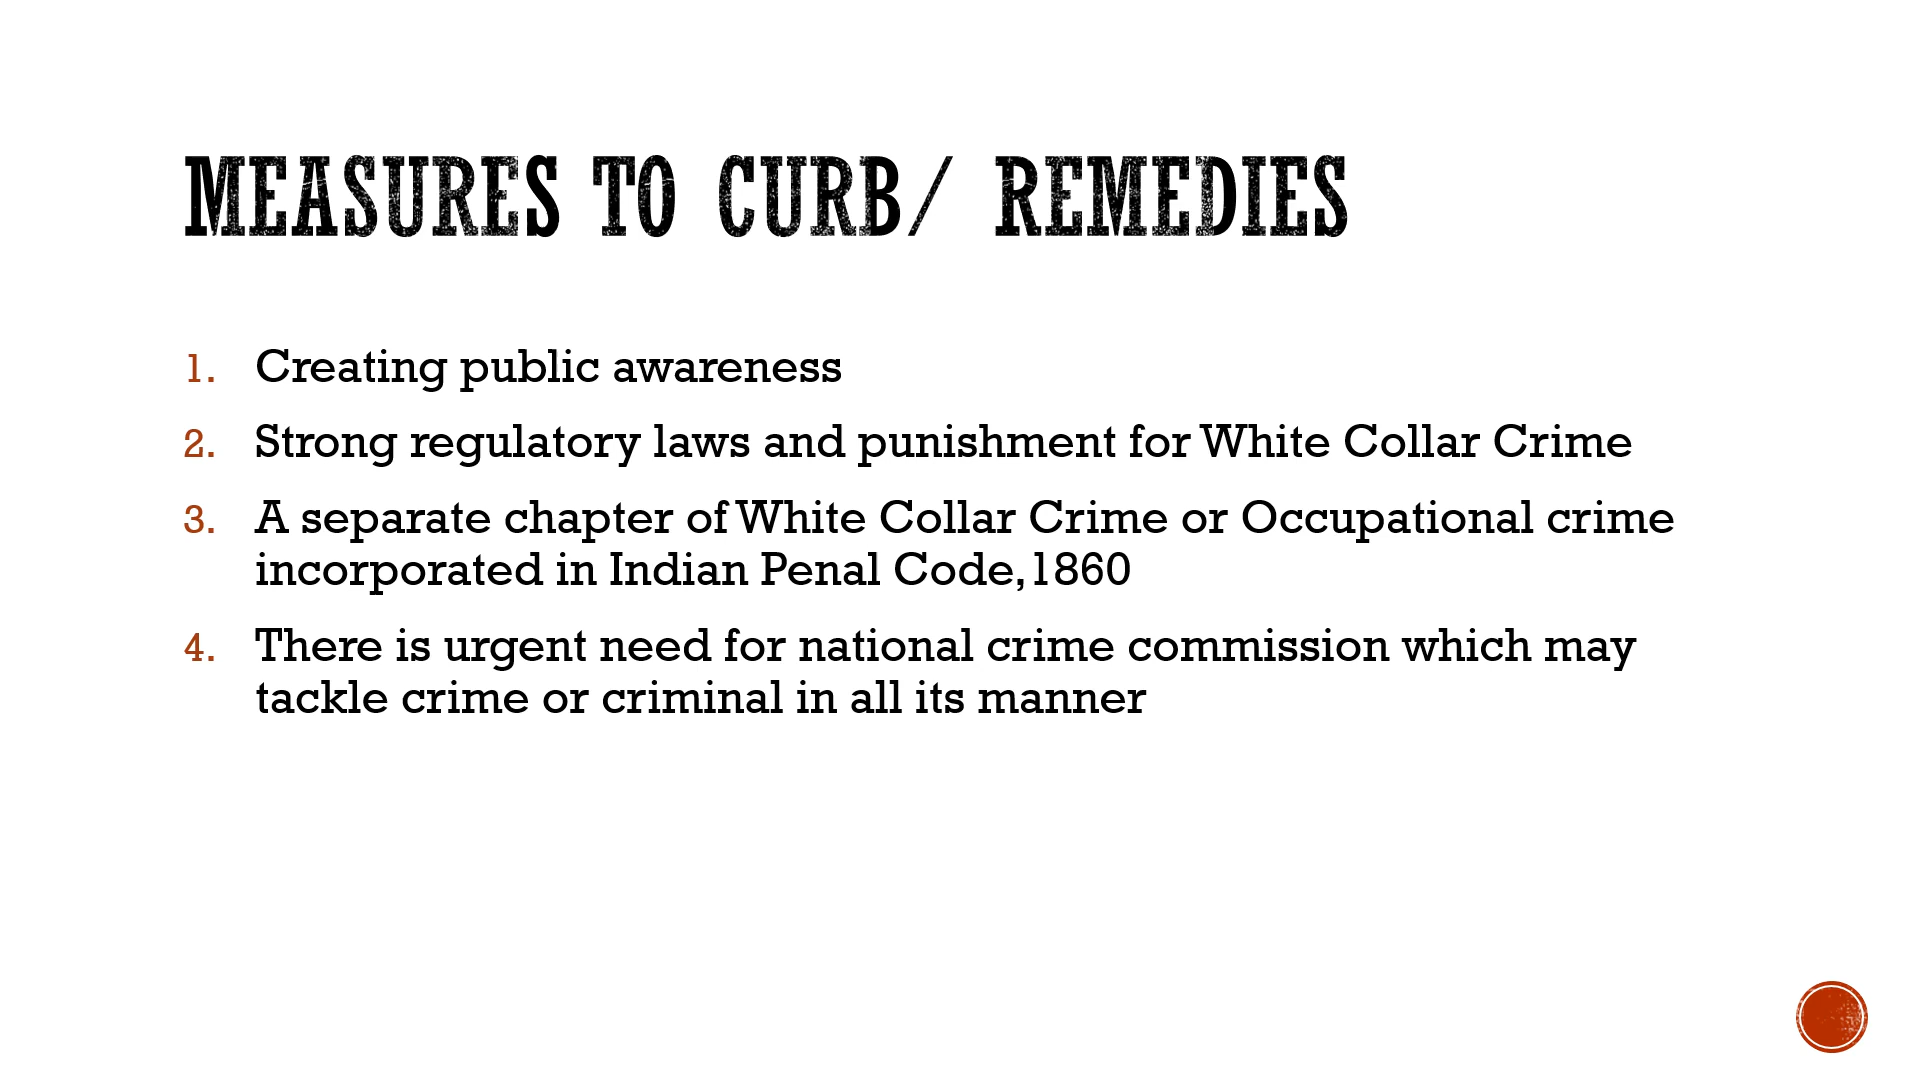 MEASURES TO CURB/ REMEDIES
1. Creating public awareness
2. Strong regulatory laws and punishment for White Collar Crime
3. A separate chapter of White Collar Crime or Occupational crime
incorporated in Indian Penal Code,1860
4. There is urgent need for national crime commission which may
tackle crime or criminal in all its manner